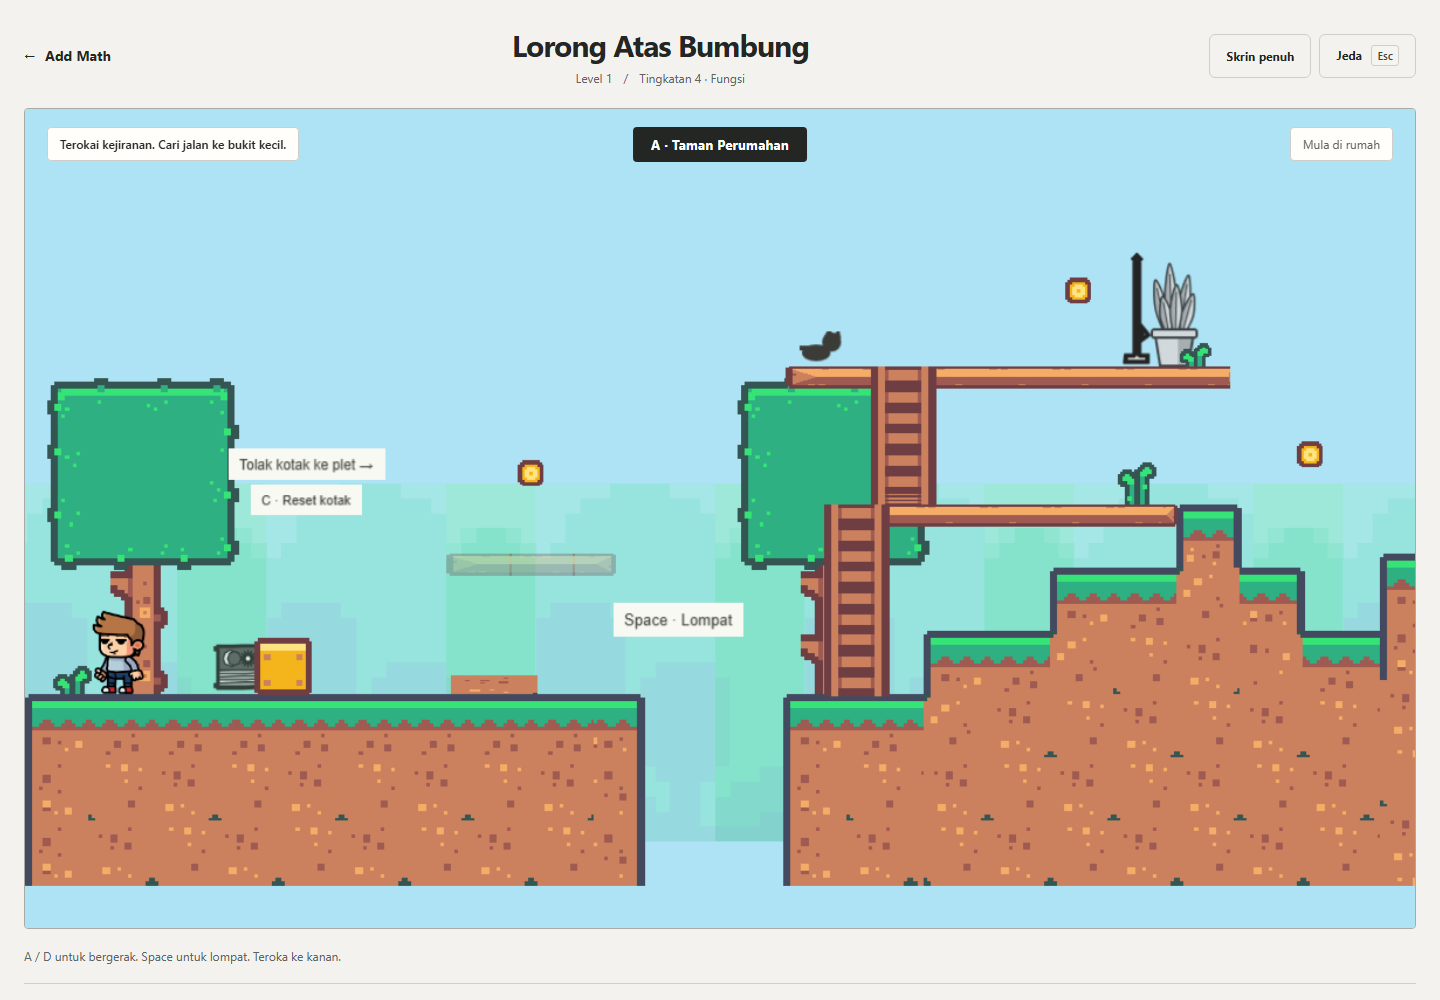 ← Add Math
Lorong Atas Bumbung
Level 1 / Tingkatan 4 · Fungsi
Skrin penuh
Jeda Esc
Terokai kejiranan. Cari jalan ke bukit kecil.
A · Taman Perumahan
Mula di rumah
Tolak kotak ke plet →
C · Reset kotak
Space · Lompat
A / D untuk bergerak. Space untuk lompat. Teroka ke kanan.